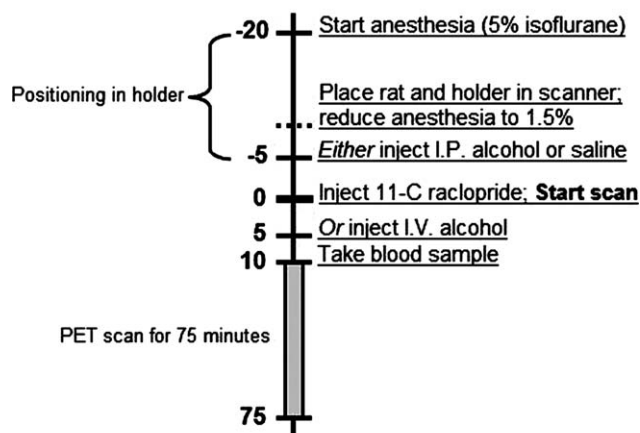 -20 Start anesthesia (5% isoflurane)
Positioning in holder
Place rat and holder in scanner;
reduce anesthesia to 1.5%
-5 Either inject I.P. alcohol or saline
0 Inject 11-C raclopride; Start scan
5 Or inject I.V. alcohol
10 Take blood sample
PET scan for 75 minutes
75